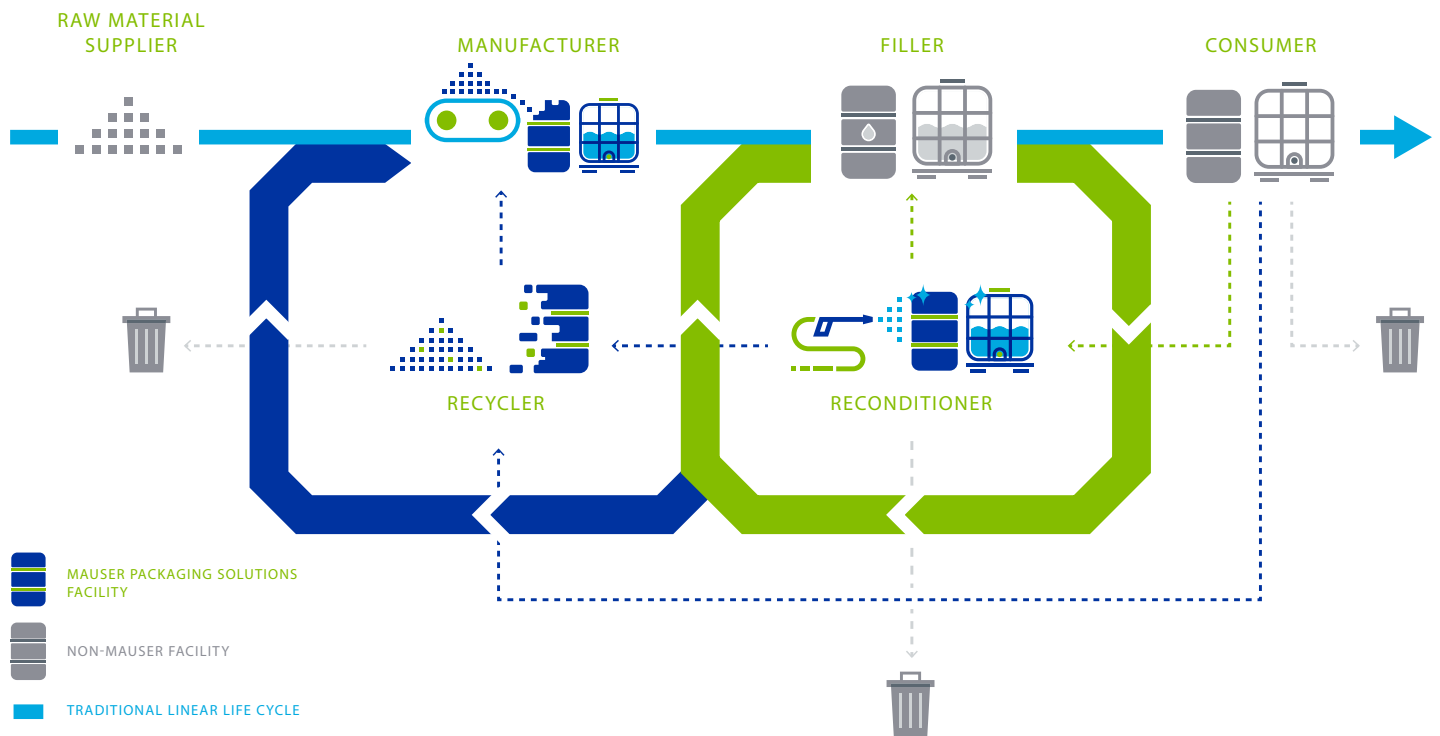 RAW MATERIAL
SUPPLIER
MANUFACTURER
FILLER
CONSUMER
RECYCLER
RECONDITIONER
MAUSER PACKAGING SOLUTIONS
FACILITY
NON-MAUSER FACILITY
TRADITIONAL LINEAR LIFE CYCLE